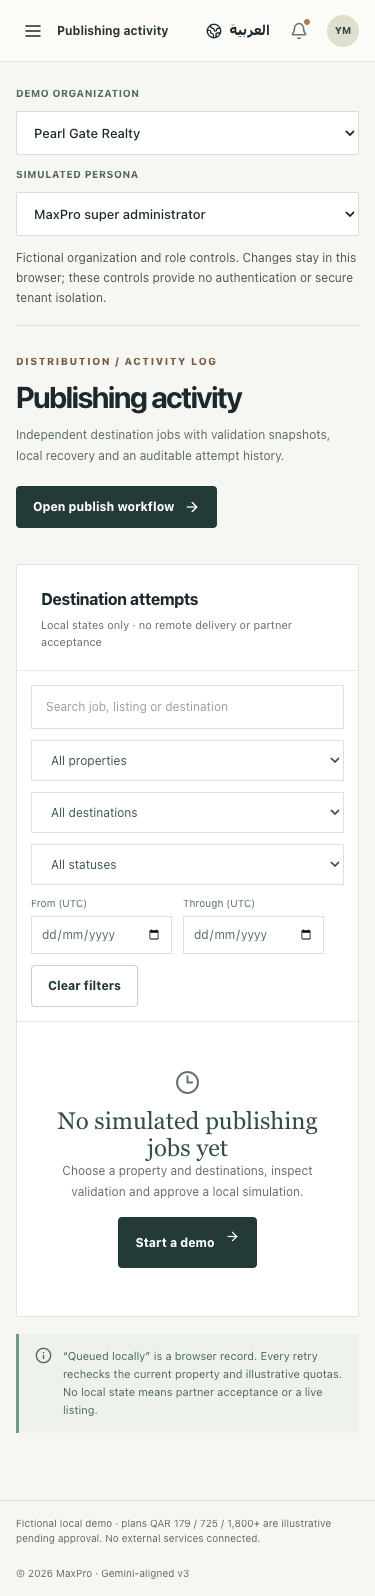 Publishing activity
العربية
YM
DEMO ORGANIZATION
Pearl Gate Realty
SIMULATED PERSONA
MaxPro super administrator
Fictional organization and role controls. Changes stay in this
browser; these controls provide no authentication or secure
tenant isolation.
DISTRIBUTION / ACTIVITY LOG
Publishing activity
Independent destination jobs with validation snapshots,
local recovery and an auditable attempt history.
Open publish workflow
Destination attempts
Local states only · no remote delivery or partner
acceptance
Search job, listing or destination
All properties
All destinations
All statuses
From (UTC)
Through (UTC)
dd/mm/yyyy
dd/mm/yyyy
Clear filters
No simulated publishing
jobs yet
Choose a property and destinations, inspect
validation and approve a local simulation.
Start a demo
“Queued locally” is a browser record. Every retry
rechecks the current property and illustrative quotas.
No local state means partner acceptance or a live
listing.
Fictional local demo · plans QAR 179 / 725 / 1,800+ are illustrative
pending approval. No external services connected.
© 2026 MaxPro · Gemini-aligned v3